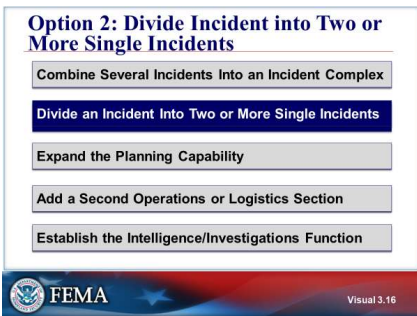 Option 2: Divide Incident into Two or
More Single Incidents
Combine Several Incidents Into an Incident Complex
Divide an Incident Into Two or More Single Incidents
Expand the Planning Capability
Add a Second Operations or Logistics Section
Establish the Intelligence/Investigations Function
FEMA
Visual 3.16